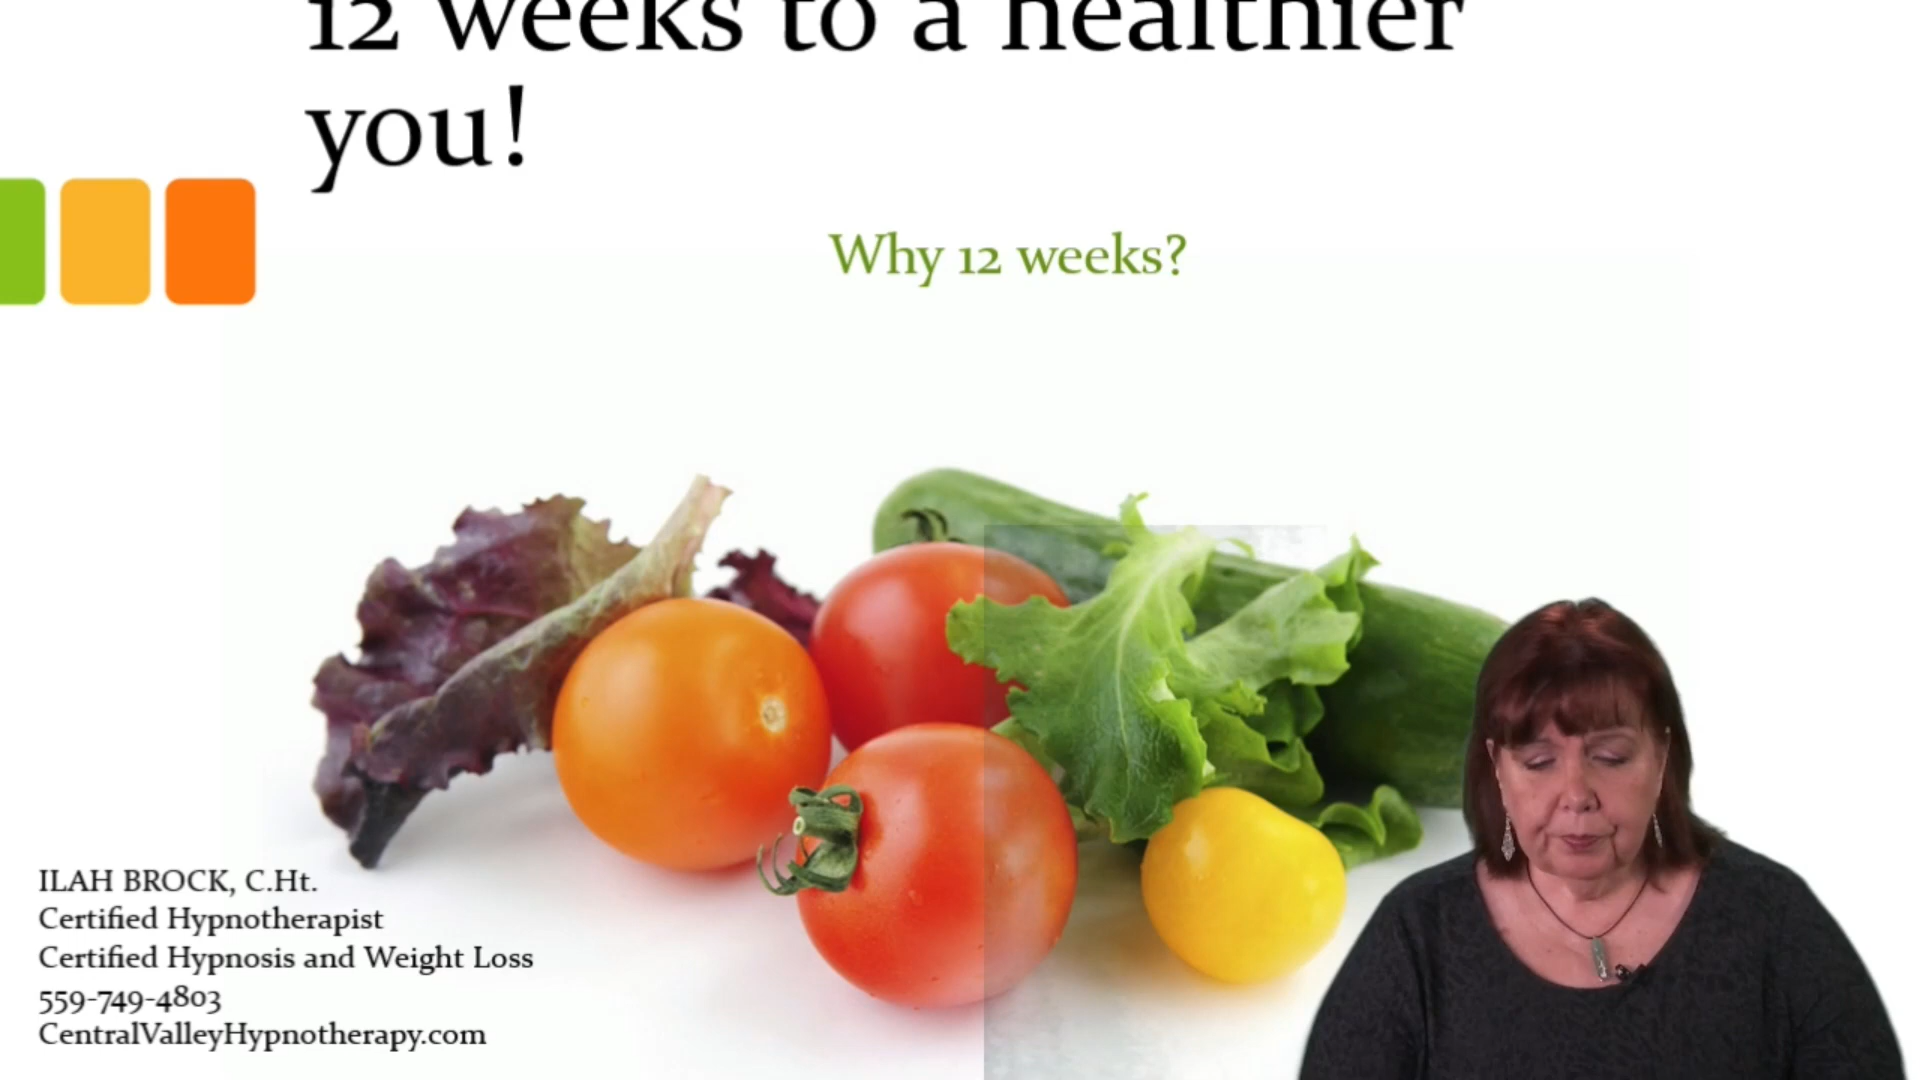 12 weeks to a healthier
you!
Why 12 weeks?
ILAH BROCK, C.Ht.
Certified Hypnotherapist
Certified Hypnosis and Weight Loss
559-749-4803
CentralValleyHypnotherapy.com